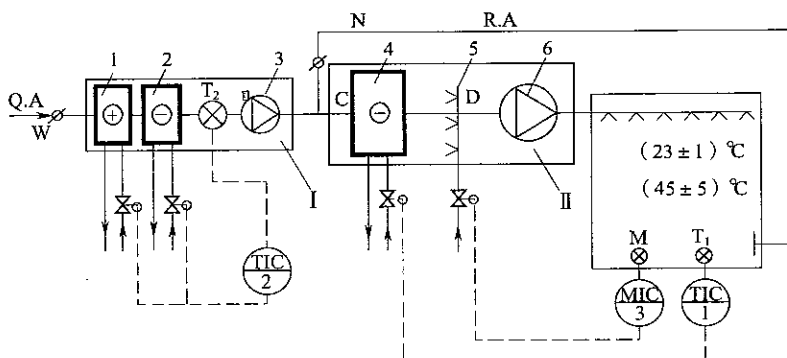 N
R.A
1
2
3
4
5
6
T₂
n
C
D
Q.A
W
(23±1)℃
(45±5)℃
I
II
M
T₁
TIC
2
MIC
3
TIC
1